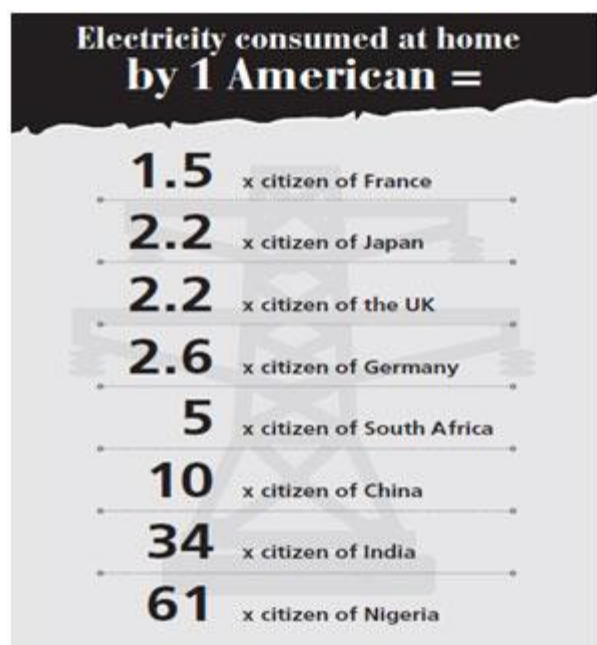 Electricity consumed at home
by 1 American =
1.5 x citizen of France
2.2 x citizen of Japan
2.2 x citizen of the UK
2.6 x citizen of Germany
5 x citizen of South Africa
10 x citizen of China
34 x citizen of India
61 x citizen of Nigeria